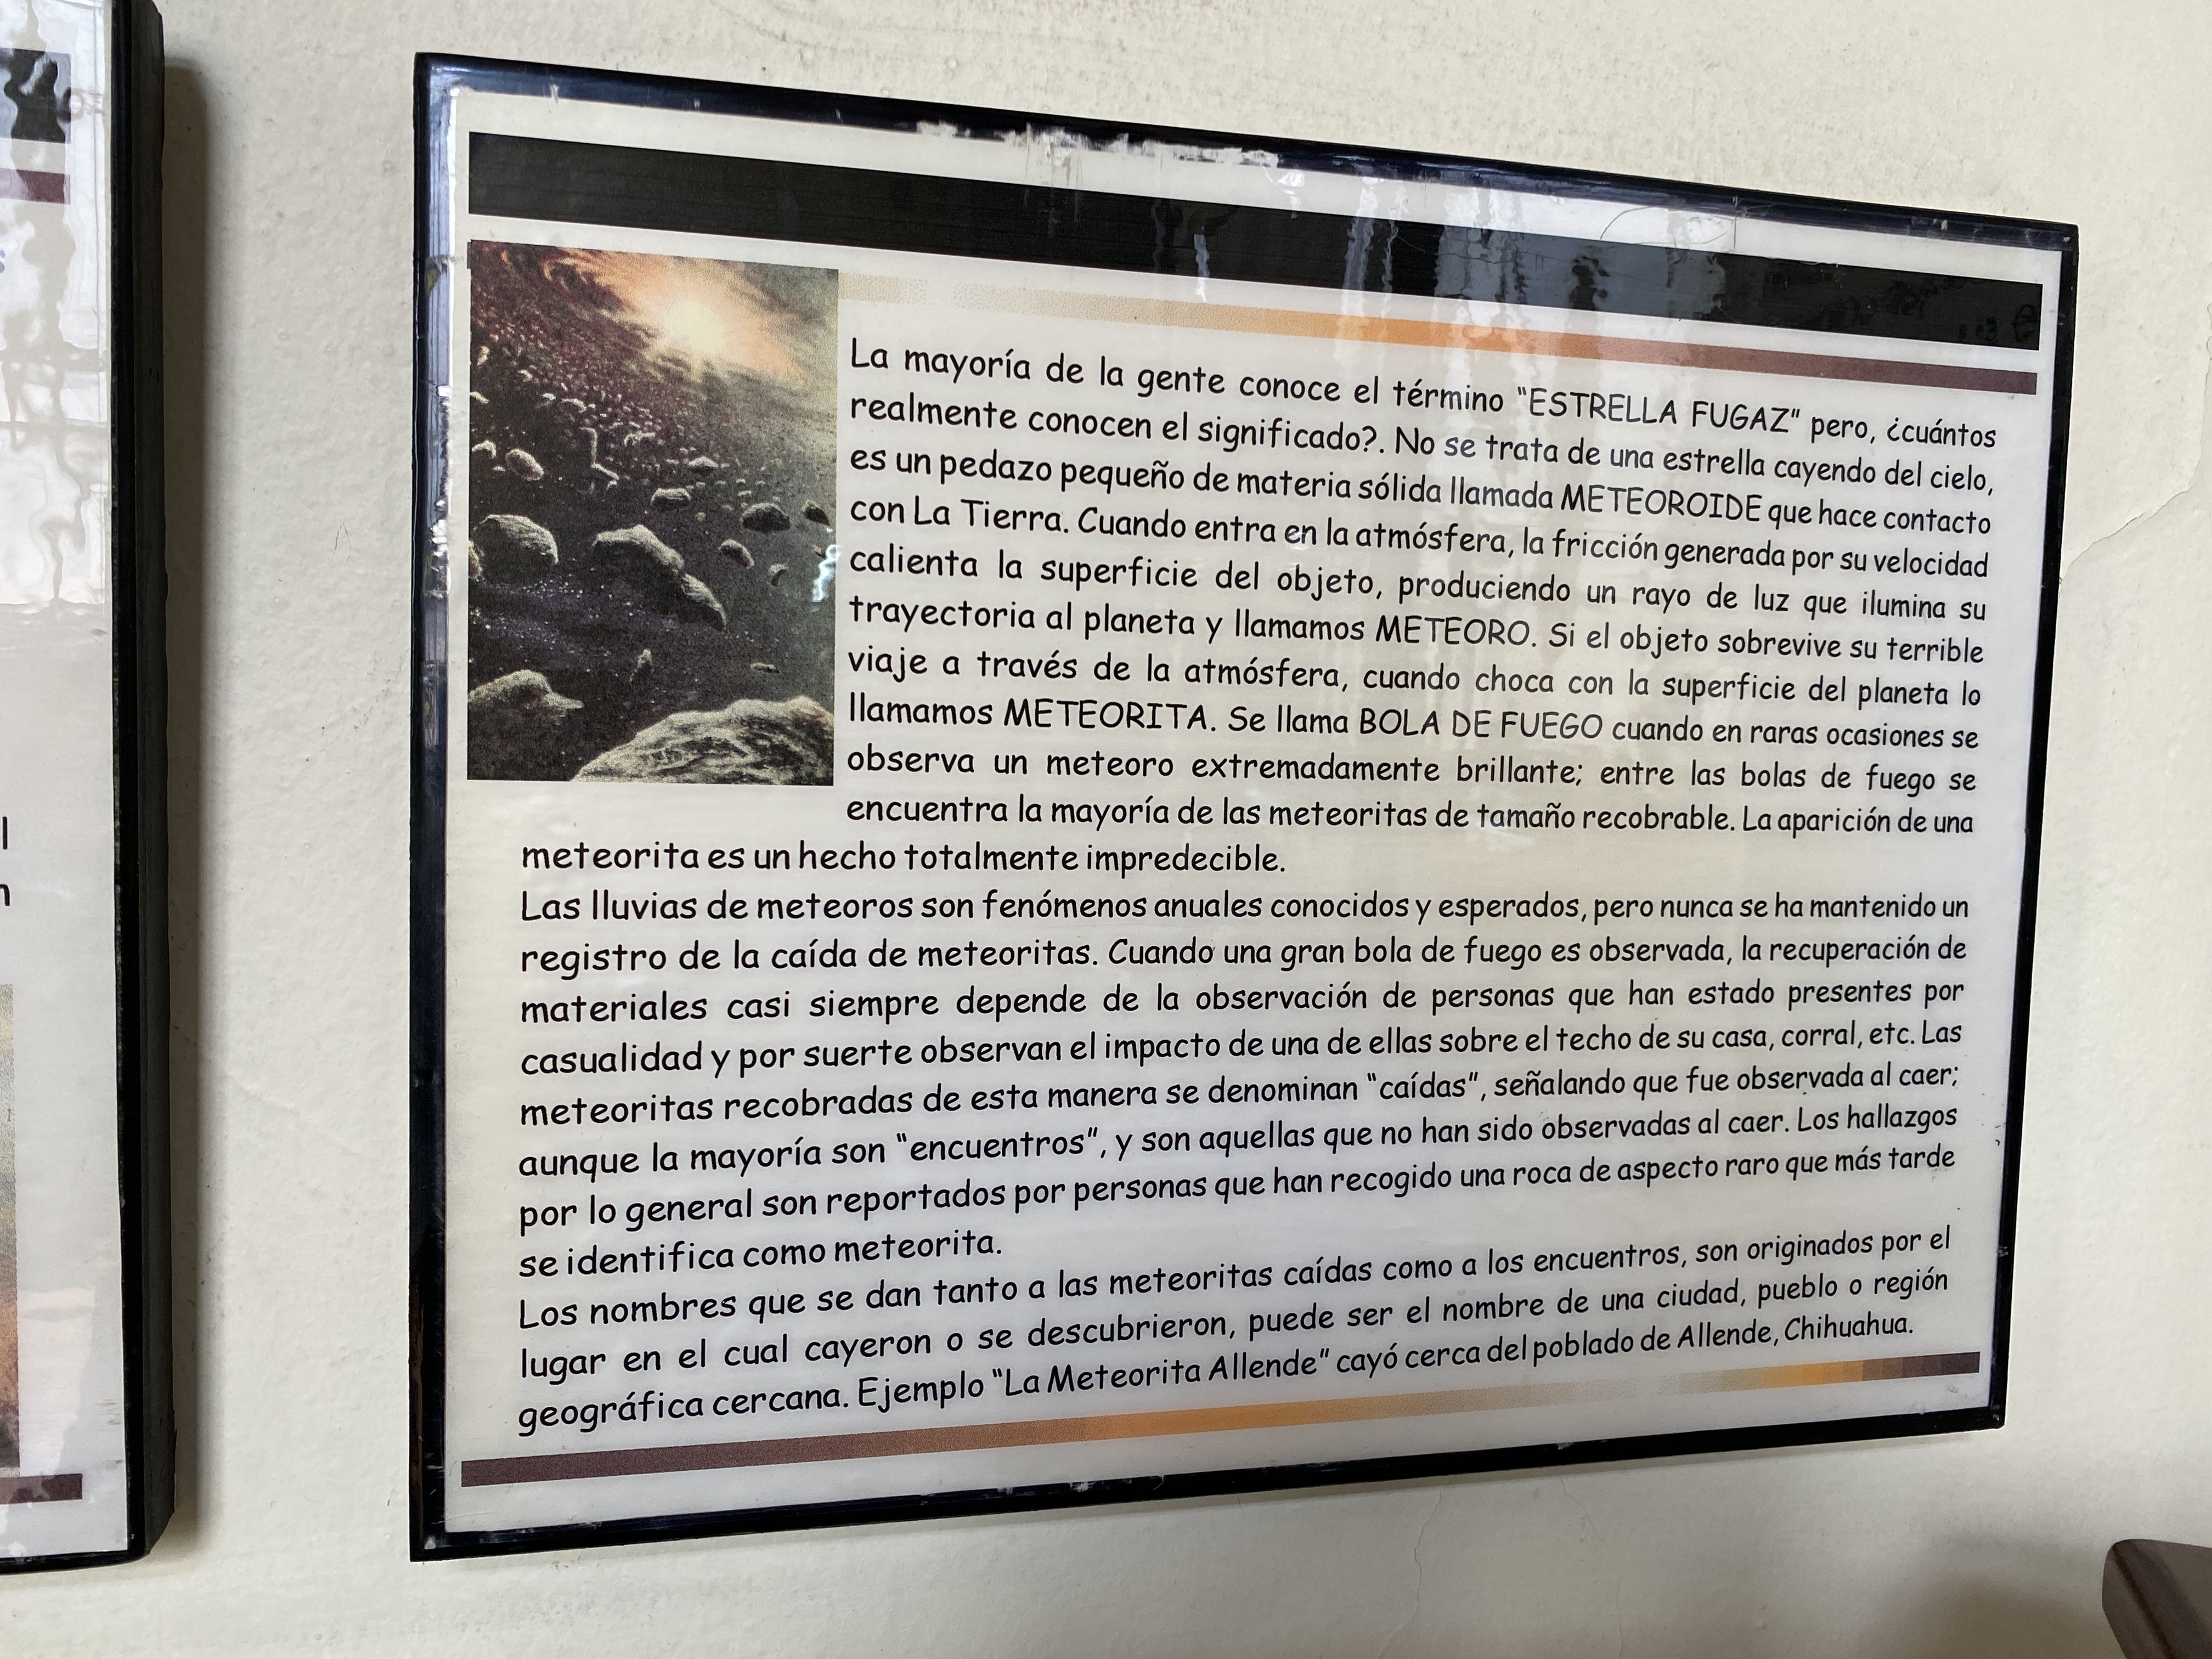 La mayoría de la gente conoce el término "ESTRELLA FUGAZ" pero, ¿cuántos
realmente conocen el significado?. No se trata de una estrella cayendo del cielo,
es un pedazo pequeño de materia sólida llamada METEOROIDE que hace contacto
con La Tierra. Cuando entra en la atmósfera, la fricción generada por su velocidad
calienta la superficie del objeto, produciendo un rayo de luz que ilumina su
trayectoria al planeta y llamamos METEORO. Si el objeto sobrevive su terrible
viaje a través de la atmósfera, cuando choca con la superficie del planeta lo
llamamos METEORITA. Se llama BOLA DE FUEGO cuando en raras ocasiones se
observa un meteoro extremadamente brillante; entre las bolas de fuego se
encuentra la mayoría de las meteoritas de tamaño recobrable. La aparición de una
meteorita es un hecho totalmente impredecible.
Las lluvias de meteoros son fenómenos anuales conocidos y esperados, pero nunca se ha mantenido un
registro de la caída de meteoritas. Cuando una gran bola de fuego es observada, la recuperación de
materiales casi siempre depende de la observación de personas que han estado presentes por
casualidad y por suerte observan el impacto de una de ellas sobre el techo de su casa, corral, etc. Las
meteoritas recobradas de esta manera se denominan "caídas", señalando que fue observada al caer;
aunque la mayoría son "encuentros", y son aquellas que no han sido observadas al caer. Los hallazgos
por lo general son reportados por personas que han recogido una roca de aspecto raro que más tarde
se identifica como meteorita.
Los nombres que se dan tanto a las meteoritas caídas como a los encuentros, son originados por el
lugar en el cual cayeron o se descubrieron, puede ser el nombre de una ciudad, pueblo o región
geográfica cercana. Ejemplo "La Meteorita Allende" cayó cerca del poblado de Allende, Chihuahua.